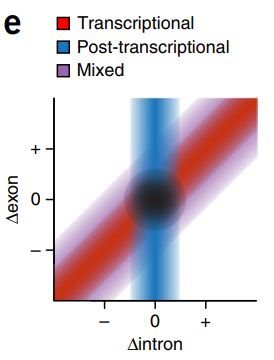 e
Transcriptional
Post-transcriptional
Mixed
Δexon
+
0
–
– 0 +
Δintron